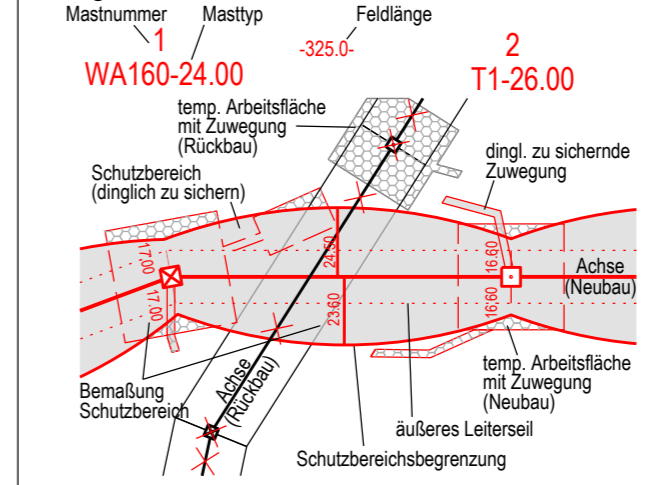 Mastnummer Masttyp Feldlänge
1 -325.0- 2
WA160-24.00 T1-26.00
temp. Arbeitsfläche
mit Zuwegung
(Rückbau)
dingl. zu sichernde
Zuwegung
Schutzbereich
(dinglich zu sichern)
17.00
24.50
16.60
Achse
(Neubau)
17.00
23.60
16.60
Achse
(Rückbau)
Bemaßung
Schutzbereich
temp. Arbeitsfläche
mit Zuwegung
(Neubau)
äußeres Leiterseil
Schutzbereichsbegrenzung